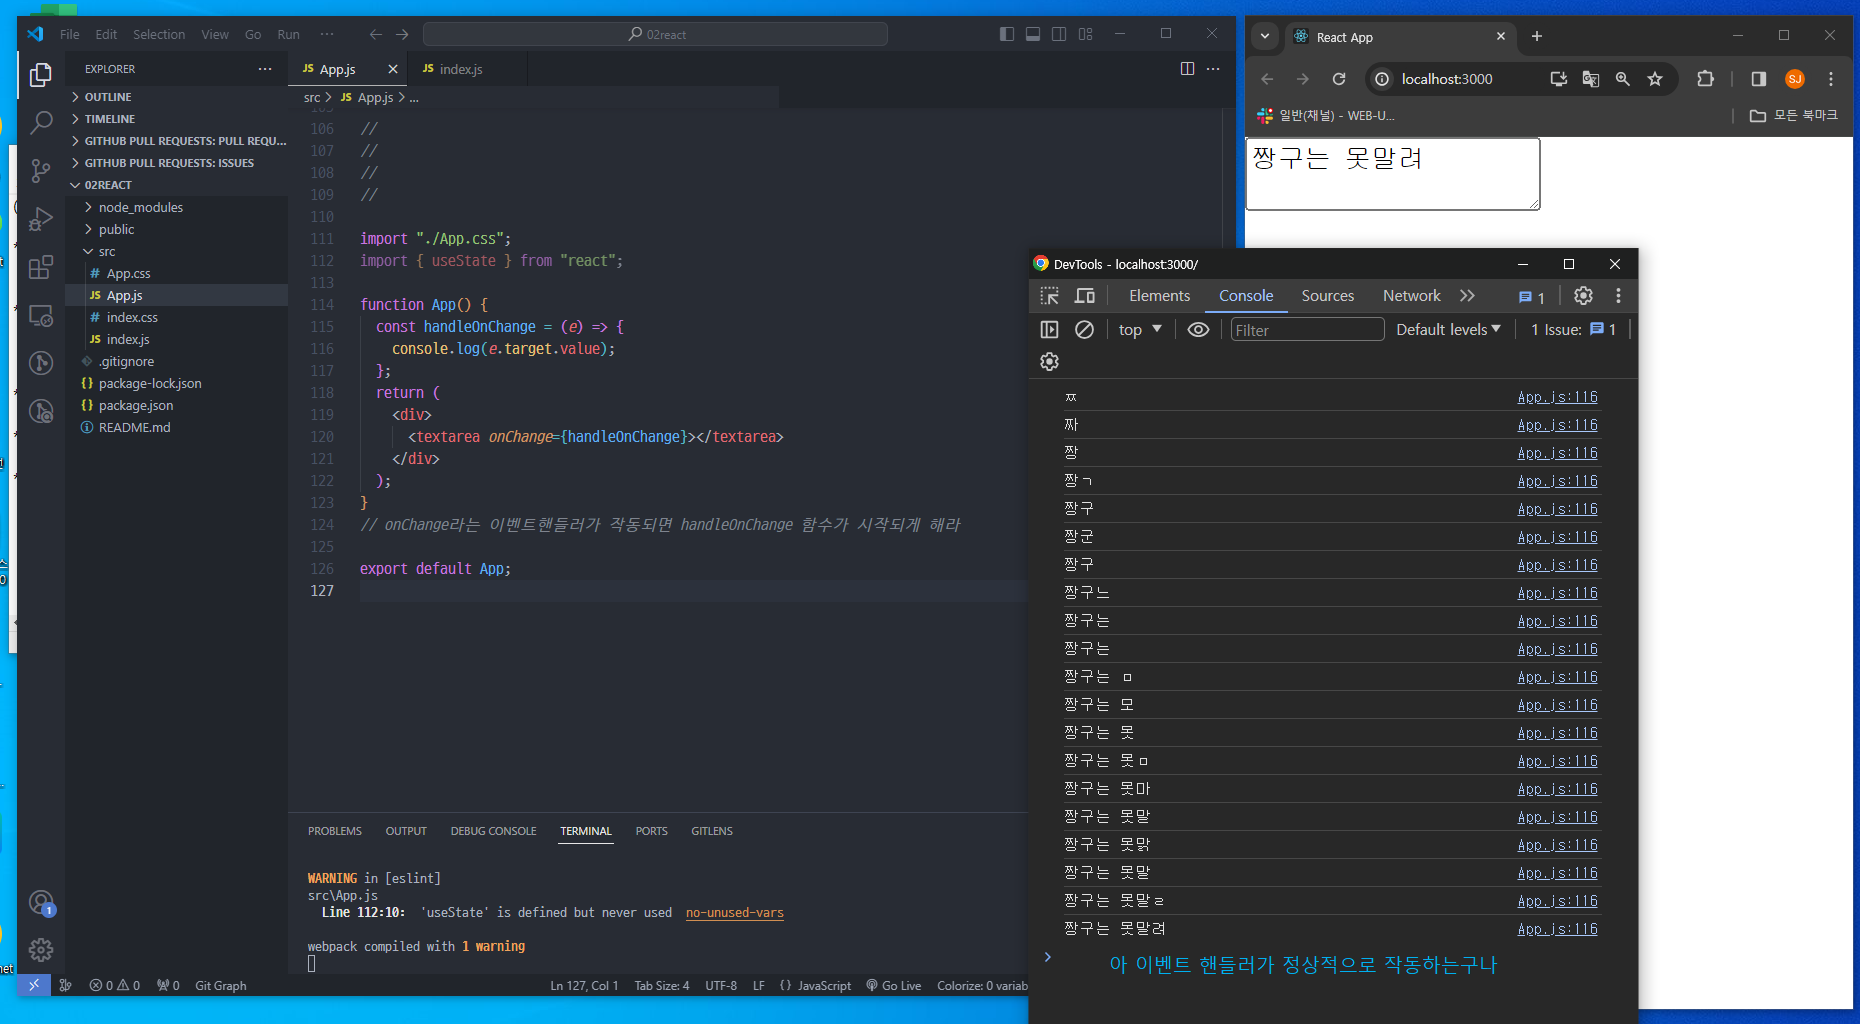 File Edit Selection View Go Run ··· 02react
EXPLORER ···
OUTLINE
TIMELINE
GITHUB PULL REQUESTS: PULL REQU...
GITHUB PULL REQUESTS: ISSUES
02REACT
node_modules
public
src
# App.css
JS App.js
# index.css
JS index.js
.gitignore
{} package-lock.json
{} package.json
README.md
JS App.js JS index.js ···
src > JS App.js > ...
106 //
107 //
108 //
109 //
110
111 import "./App.css";
112 import { useState } from "react";
113
114 function App() {
115 const handleOnChange = (e) => {
116 console.log(e.target.value);
117 };
118 return (
119 <div>
120 <textarea onChange={handleOnChange}></textarea>
121 </div>
122 );
123 }
124 // onChange라는 이벤트핸들러가 작동되면 handleOnChange 함수가 시작되게 해라
125
126 export default App;
127
PROBLEMS OUTPUT DEBUG CONSOLE TERMINAL PORTS GITLENS
WARNING in [eslint]
src\App.js
Line 112:10: 'useState' is defined but never used no-unused-vars
webpack compiled with 1 warning
1
0 0 0 Git Graph Ln 127, Col 1 Tab Size: 4 UTF-8 LF {} JavaScript Go Live Colorize: 0 variab
React App
localhost:3000 SJ
일반(채널) - WEB-U... 모든 북마크
짱구는 못말려
DevTools - localhost:3000/
Elements Console Sources Network 1
top Filter Default levels 1 Issue: 1
ㅉ App.js:116
짜 App.js:116
짱 App.js:116
짱ㄱ App.js:116
짱구 App.js:116
짱군 App.js:116
짱구 App.js:116
짱구느 App.js:116
짱구는 App.js:116
짱구는 App.js:116
짱구는 ㅁ App.js:116
짱구는 모 App.js:116
짱구는 못 App.js:116
짱구는 못ㅁ App.js:116
짱구는 못마 App.js:116
짱구는 못말 App.js:116
짱구는 못맑 App.js:116
짱구는 못말 App.js:116
짱구는 못말ㄹ App.js:116
짱구는 못말려 App.js:116
아 이벤트 핸들러가 정상적으로 작동하는구나